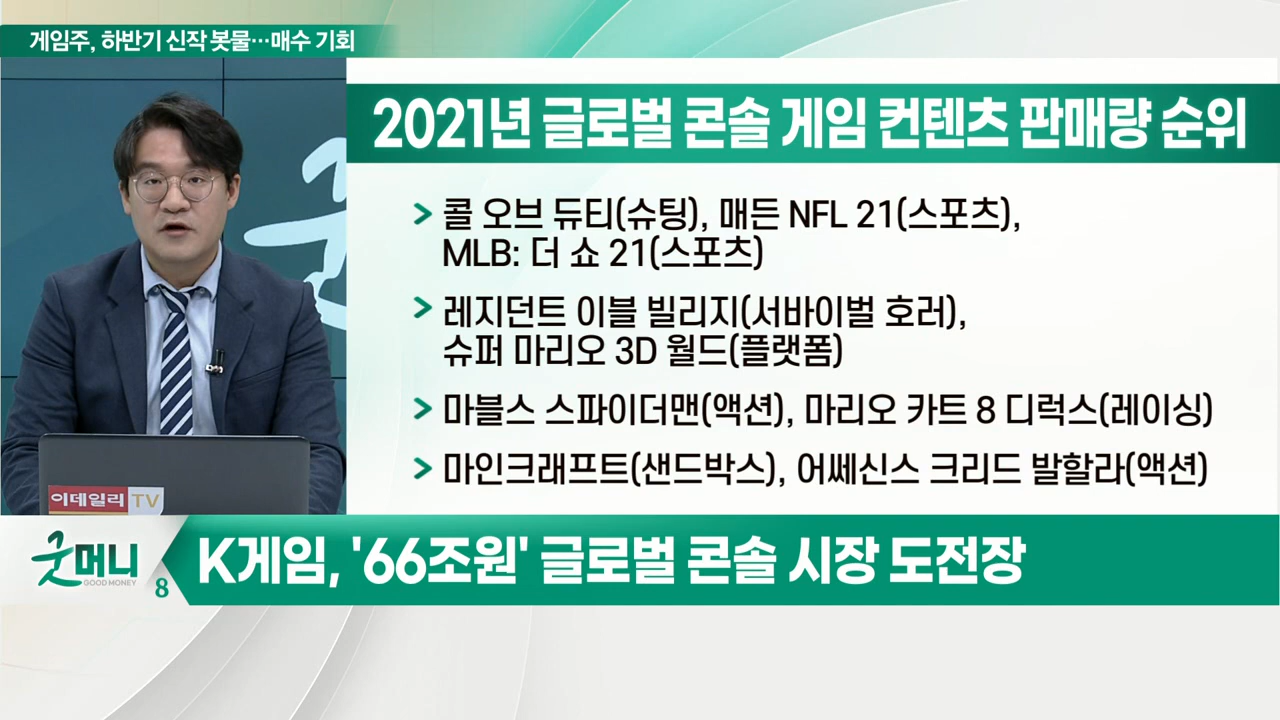 게임주, 하반기 신작 봇물…매수 기회
2021년 글로벌 콘솔 게임 컨텐츠 판매량 순위
> 콜 오브 듀티(슈팅), 매든 NFL 21(스포츠),
MLB: 더 쇼 21(스포츠)
> 레지던트 이블 빌리지(서바이벌 호러),
슈퍼 마리오 3D 월드(플랫폼)
> 마블스 스파이더맨(액션), 마리오 카트 8 디럭스(레이싱)
> 마인크래프트(샌드박스), 어쎄신스 크리드 발할라(액션)
이데일리 TV
굿머니
GOOD MONEY
8
K게임, '66조원' 글로벌 콘솔 시장 도전장